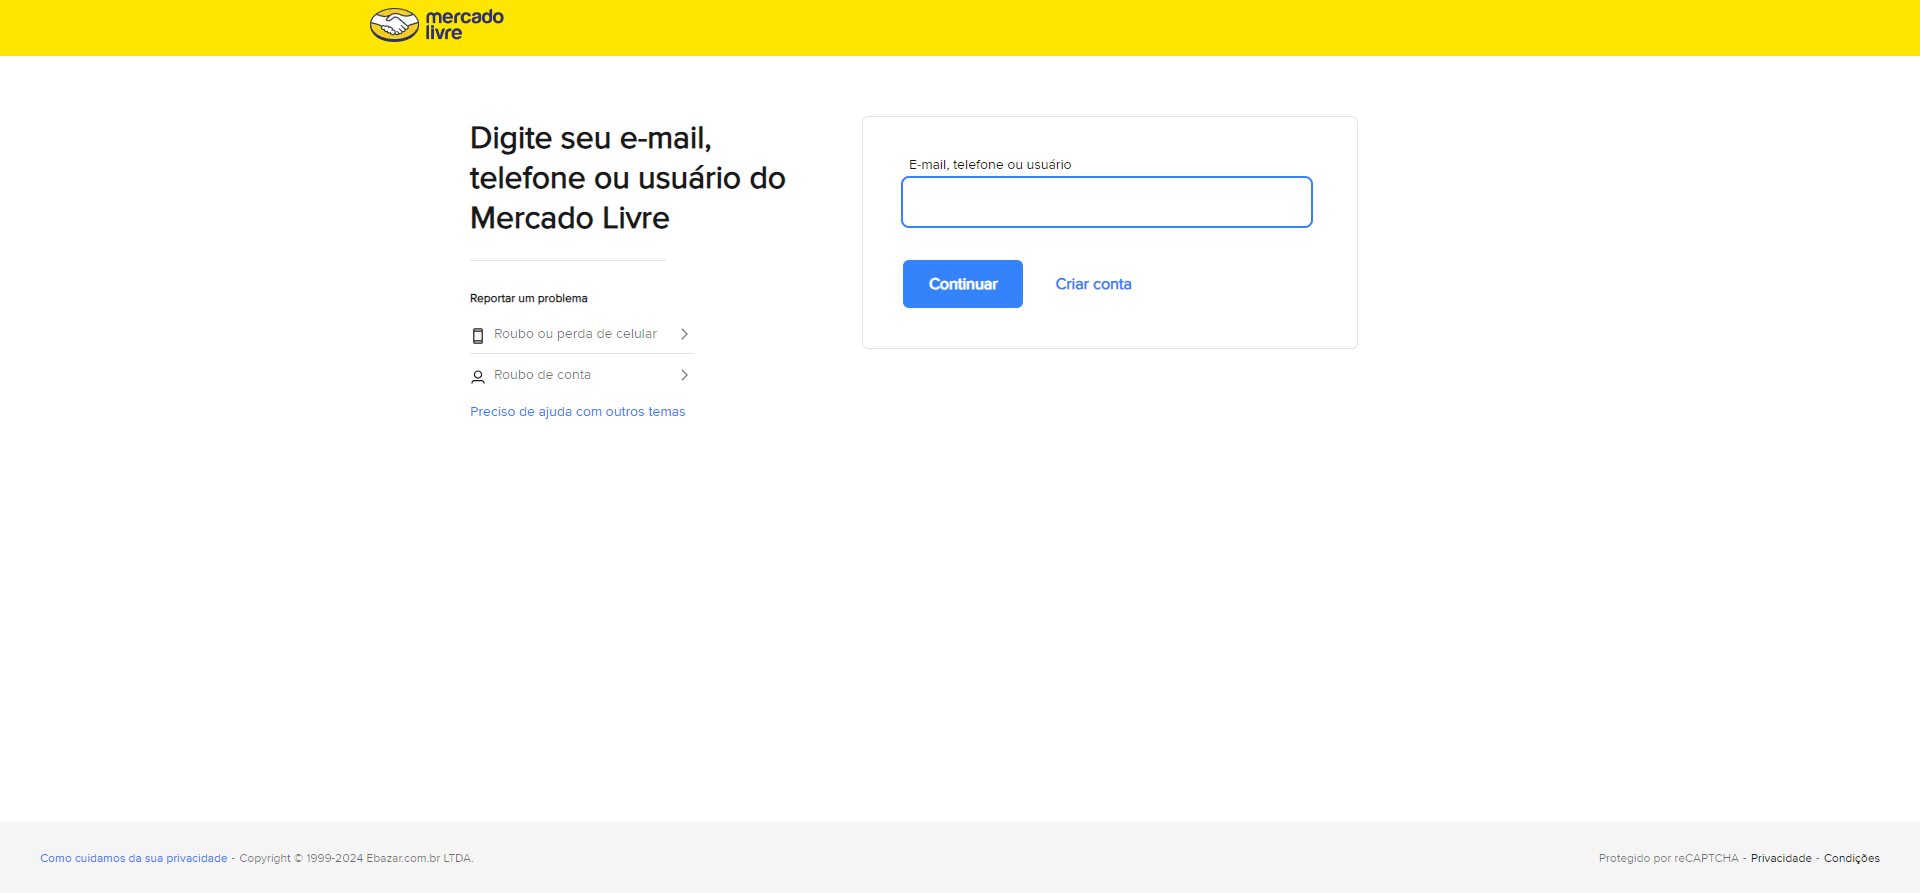 mercado
livre
Digite seu e-mail,
telefone ou usuário do
Mercado Livre
Reportar um problema
Roubo ou perda de celular
Roubo de conta
Preciso de ajuda com outros temas
E-mail, telefone ou usuário
Continuar
Criar conta
Como cuidamos da sua privacidade - Copyright © 1999-2024 Ebazar.com.br LTDA.
Protegido por reCAPTCHA - Privacidade - Condições